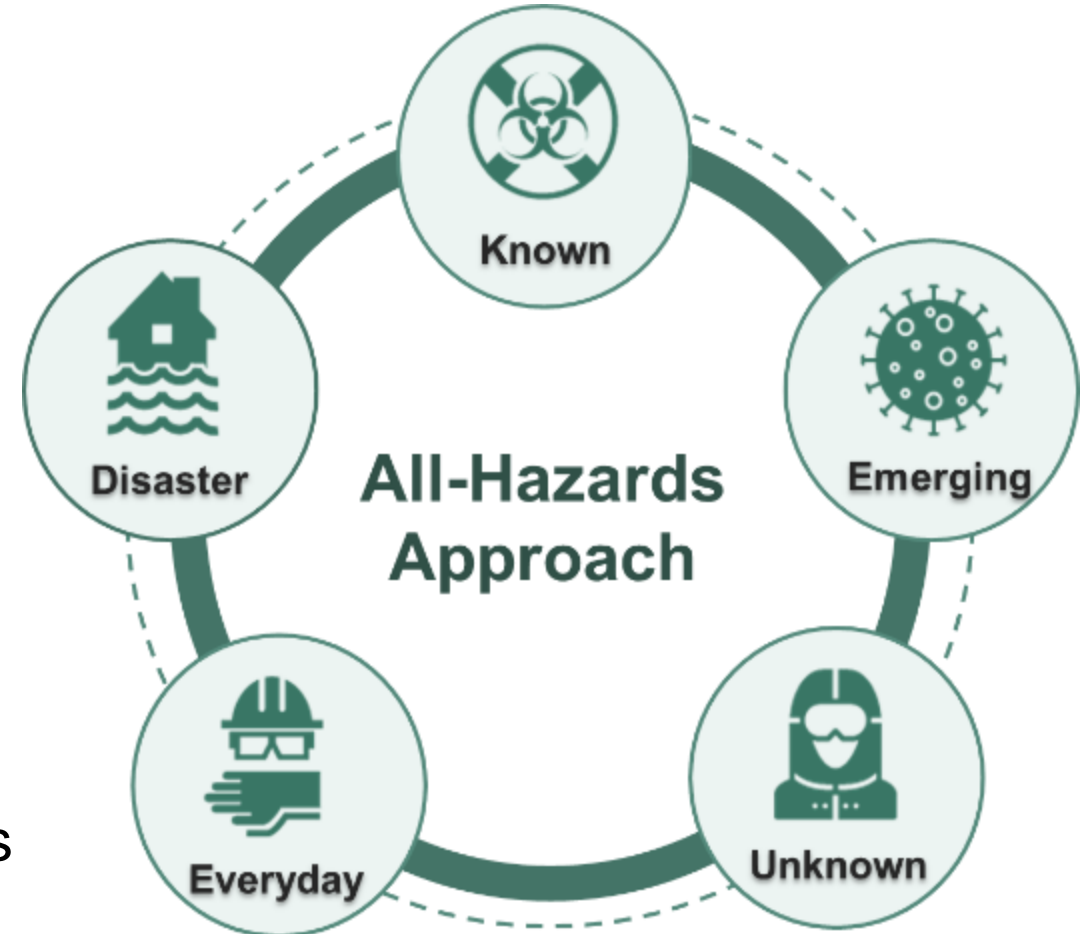 Known
Emerging
Disaster
All-Hazards
Approach
Unknown
Everyday
s